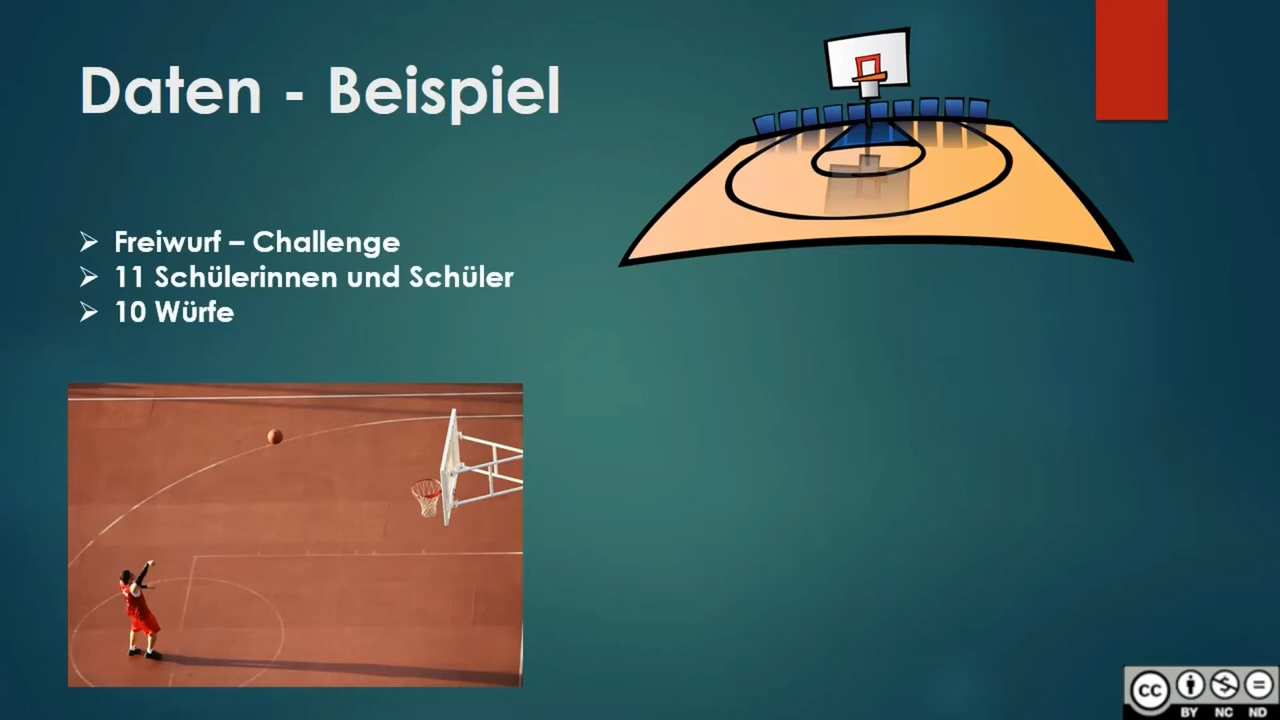 Daten - Beispiel
Freiwurf – Challenge
11 Schülerinnen und Schüler
10 Würfe
cc
BY NC ND